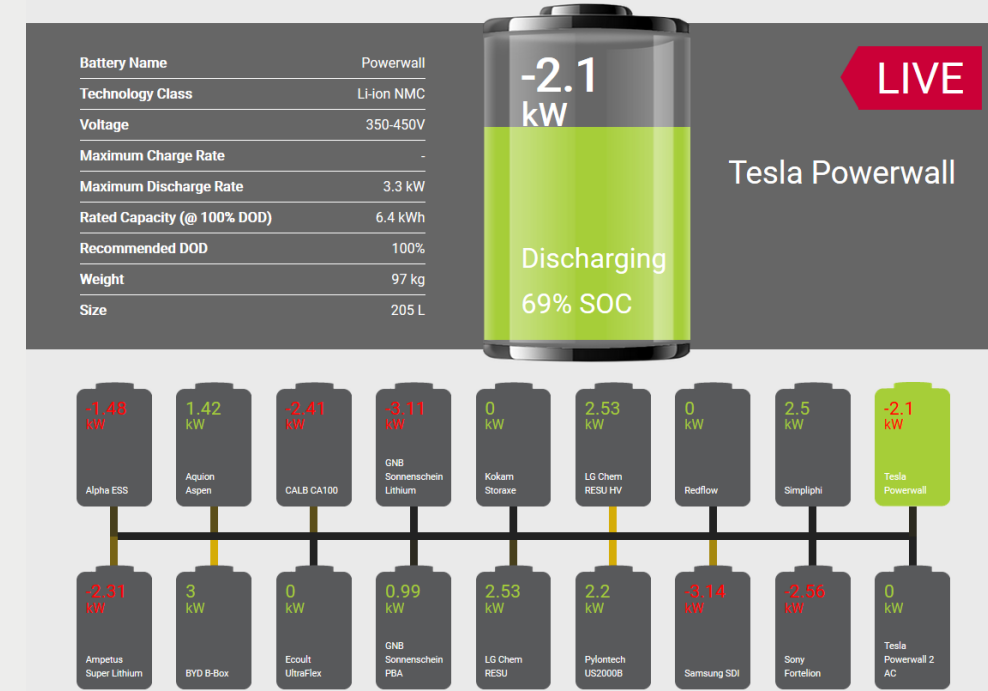 Battery Name Powerwall
Technology Class Li-ion NMC
Voltage 350-450V
Maximum Charge Rate -
Maximum Discharge Rate 3.3 kW
Rated Capacity (@ 100% DOD) 6.4 kWh
Recommended DOD 100%
Weight 97 kg
Size 205 L
-2.1
kW
Discharging
69% SOC
LIVE
Tesla Powerwall
-1.48
kW
Alpha ESS
1.42
kW
Aquion
Aspen
-2.41
kW
CALB CA100
-3.11
kW
GNB
Sonnenschein
Lithium
0
kW
Kokam
Storaxe
2.53
kW
LG Chem
RESU HV
0
kW
Redflow
2.5
kW
Simpliphi
-2.1
kW
Tesla
Powerwall
-2.31
kW
Ampetus
Super Lithium
3
kW
BYD B-Box
0
kW
Ecoult
UltraFlex
0.99
kW
GNB
Sonnenschein
PBA
2.53
kW
LG Chem
RESU
2.2
kW
Pylontech
US2000B
-3.14
kW
Samsung SDI
-2.56
kW
Sony
Fortelion
0
kW
Tesla
Powerwall 2
AC